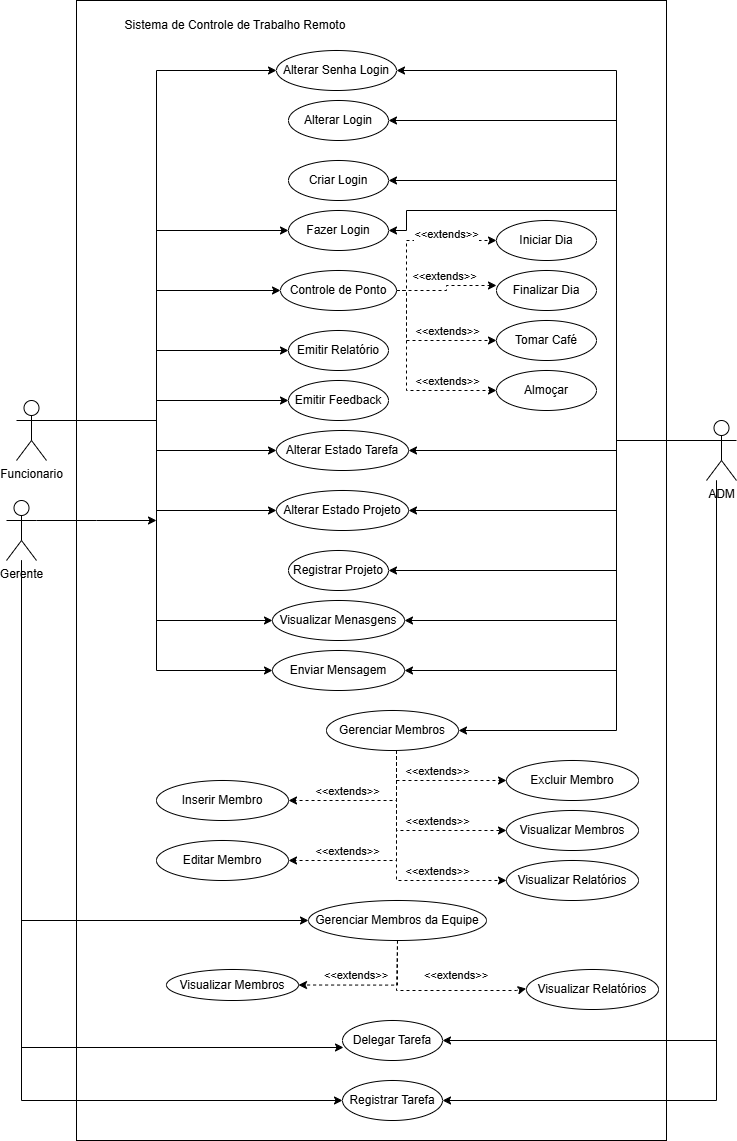 Sistema de Controle de Trabalho Remoto
Alterar Senha Login
Alterar Login
Criar Login
Fazer Login
<<extends>>
Iniciar Dia
Controle de Ponto
<<extends>>
Finalizar Dia
<<extends>>
Tomar Café
Emitir Relatório
<<extends>>
Almoçar
Emitir Feedback
Funcionario
Alterar Estado Tarefa
ADM
Alterar Estado Projeto
Gerente
Registrar Projeto
Visualizar Menasgens
Enviar Mensagem
Gerenciar Membros
<<extends>>
Excluir Membro
<<extends>>
Inserir Membro
<<extends>>
Visualizar Membros
<<extends>>
Editar Membro
<<extends>>
Visualizar Relatórios
Gerenciar Membros da Equipe
<<extends>>
<<extends>>
Visualizar Membros
Visualizar Relatórios
Delegar Tarefa
Registrar Tarefa